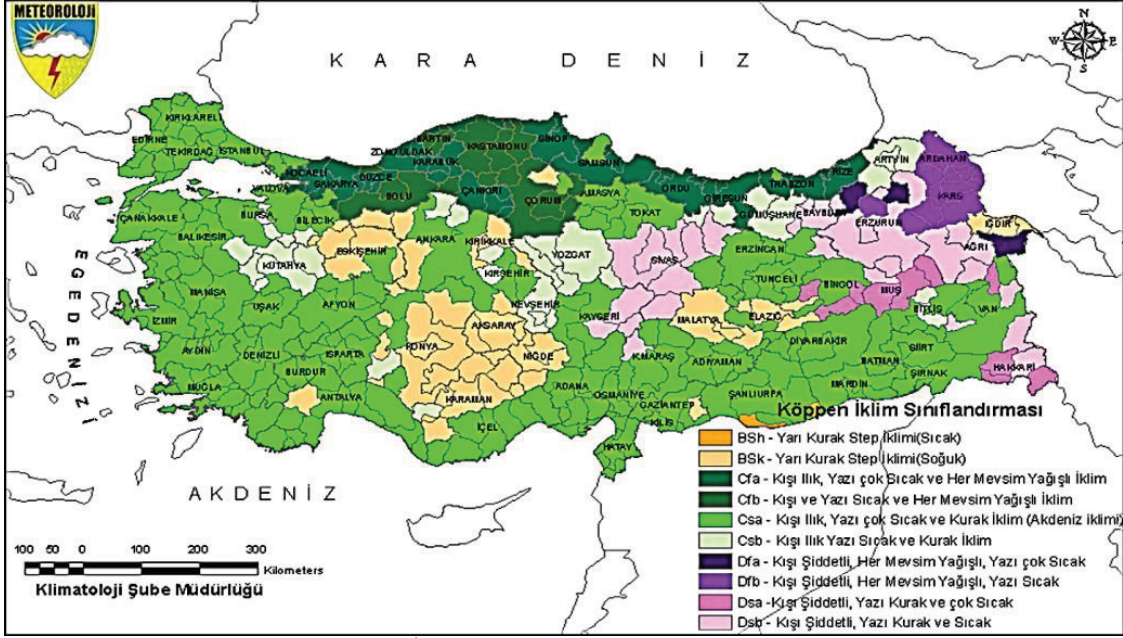 METEOROLOJİ
KARA DENİZ
N
W
S
KIRKLARELİ
EDİRNE
TEKİRDAĞ
İSTANBUL
KOCAELİ
YALOVA
SAKARYA
DÜZCE
ZONGULDAK
BARTIN
KARABÜK
KASTAMONU
SİNOP
SAMSUN
BOLU
ÇANKIRI
ÇORUM
AMASYA
TOKAT
ORDU
GİRESUN
TRABZON
RİZE
ARTVİN
ARDAHAN
KARS
GÜMÜŞHANE
BAYBURT
ERZURUM
IĞDIR
AĞRI
ÇANAKKALE
BURSA
BİLECİK
BALIKESİR
KÜTAHYA
ESKİŞEHİR
ANKARA
KIRIKKALE
KIRŞEHİR
YOZGAT
SİVAS
ERZİNCAN
TUNCELİ
BİNGÖL
MUŞ
BİTLİS
VAN
EGE DENİZİ
MANİSA
UŞAK
AFYON
İZMİR
AYDIN
DENİZLİ
ISPARTA
BURDUR
MUĞLA
ANTALYA
KONYA
AKSARAY
NEVŞEHİR
NİĞDE
KARAMAN
İÇEL
KAYSERİ
MALATYA
ELAZIĞ
K.MARAŞ
ADIYAMAN
DİYARBAKIR
BATMAN
SİİRT
ŞIRNAK
HAKKARİ
MARDİN
ŞANLIURFA
ADANA
OSMANİYE
GAZİANTEP
KİLİS
HATAY
AKDENİZ
Köppen İklim Sınıflandırması
BSh - Yarı Kurak Step İklimi(Sıcak)
BSk - Yarı Kurak Step İklimi(Soğuk)
Cfa - Kışı Ilık, Yazı çok Sıcak ve Her Mevsim Yağışlı İklim
Cfb - Kışı ve Yazı Sıcak ve Her Mevsim Yağışlı İklim
Csa - Kışı Ilık, Yazı çok Sıcak ve Kurak İklim (Akdeniz iklimi)
Csb - Kışı Ilık Yazı Sıcak ve Kurak İklim
Dfa - Kışı Şiddetli, Her Mevsim Yağışlı, Yazı çok Sıcak
Dfb - Kışı Şiddetli, Her Mevsim Yağışlı, Yazı Sıcak
Dsa -Kışı Şiddetli, Yazı Kurak ve çok Sıcak
Dsb - Kışı Şiddetli, Yazı Kurak ve Sıcak
100 50 0 100 200 300
Kilometers
Klimatoloji Şube Müdürlüğü